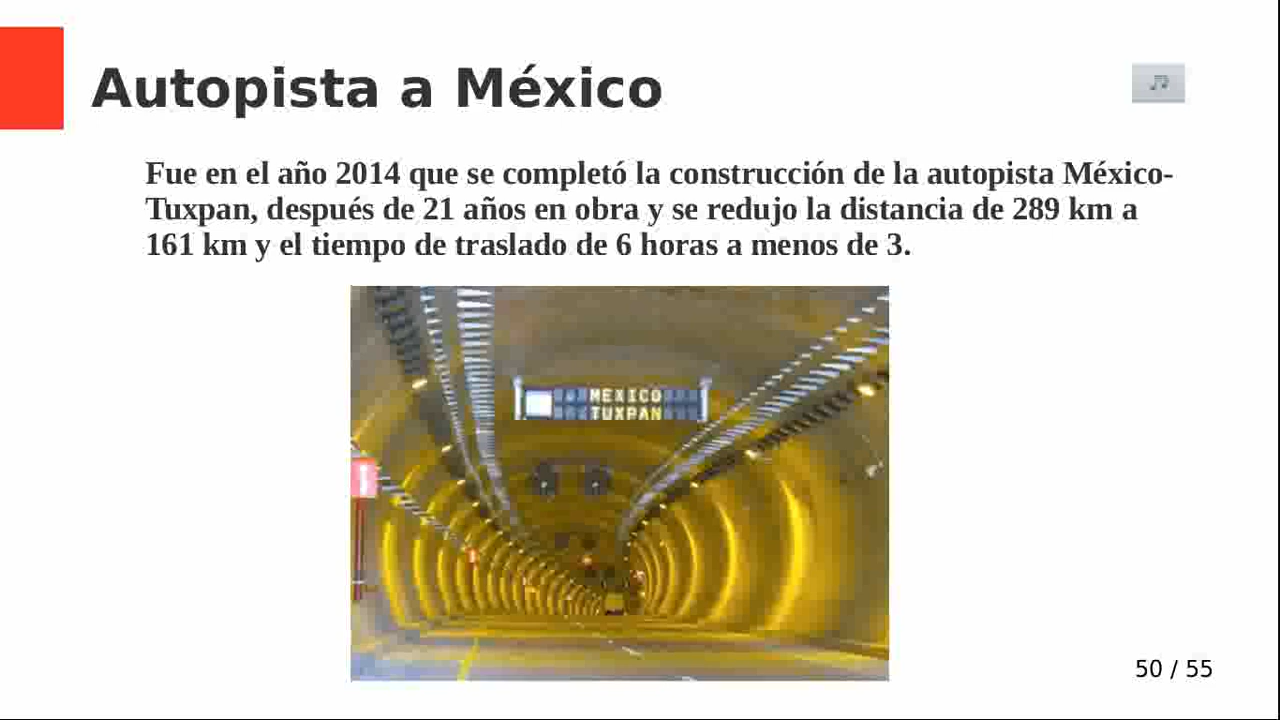 Autopista a México
Fue en el año 2014 que se completó la construcción de la autopista México-
Tuxpan, después de 21 años en obra y se redujo la distancia de 289 km a
161 km y el tiempo de traslado de 6 horas a menos de 3.
MEXICO
TUXPAN
50 / 55